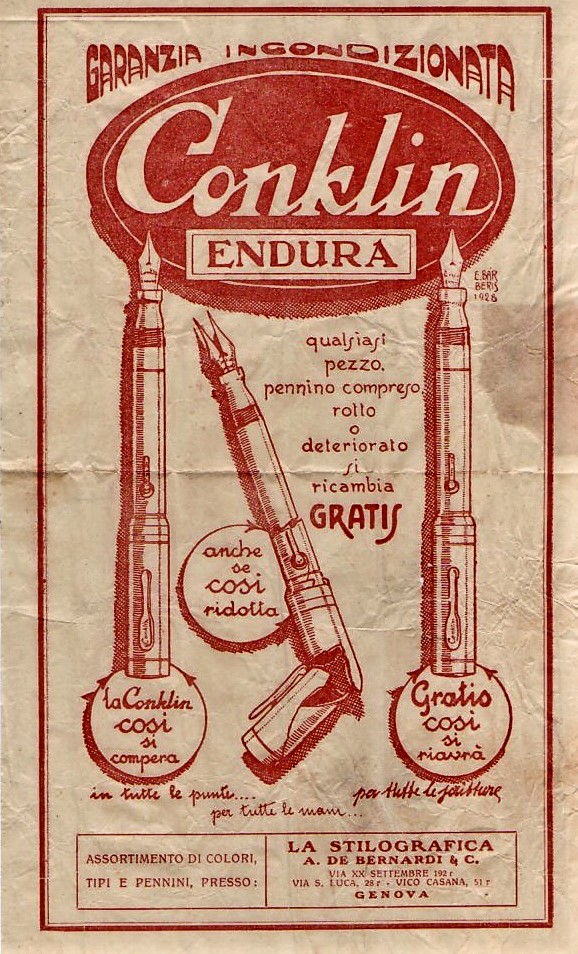 GARANZIA INCONDIZIONATA
Conklin
ENDURA
E. BAR
BERIS
1928
qualsiasi
pezzo,
pennino compreso,
rotto
o
deteriorato
si
ricambia
GRATIS
anche
se
così
ridotta
la Conklin
così
si
compera
Gratis
così
si
riavrà
in tutte le punte....
per tutte le mani...
per tutte le scritture
ASSORTIMENTO DI COLORI,
TIPI E PENNINI, PRESSO:
LA STILOGRAFICA
A. DE BERNARDI & C.
VIA XX SETTEMBRE 192 r
VIA S. LUCA, 28 r - VICO CASANA, 51 r
GENOVA